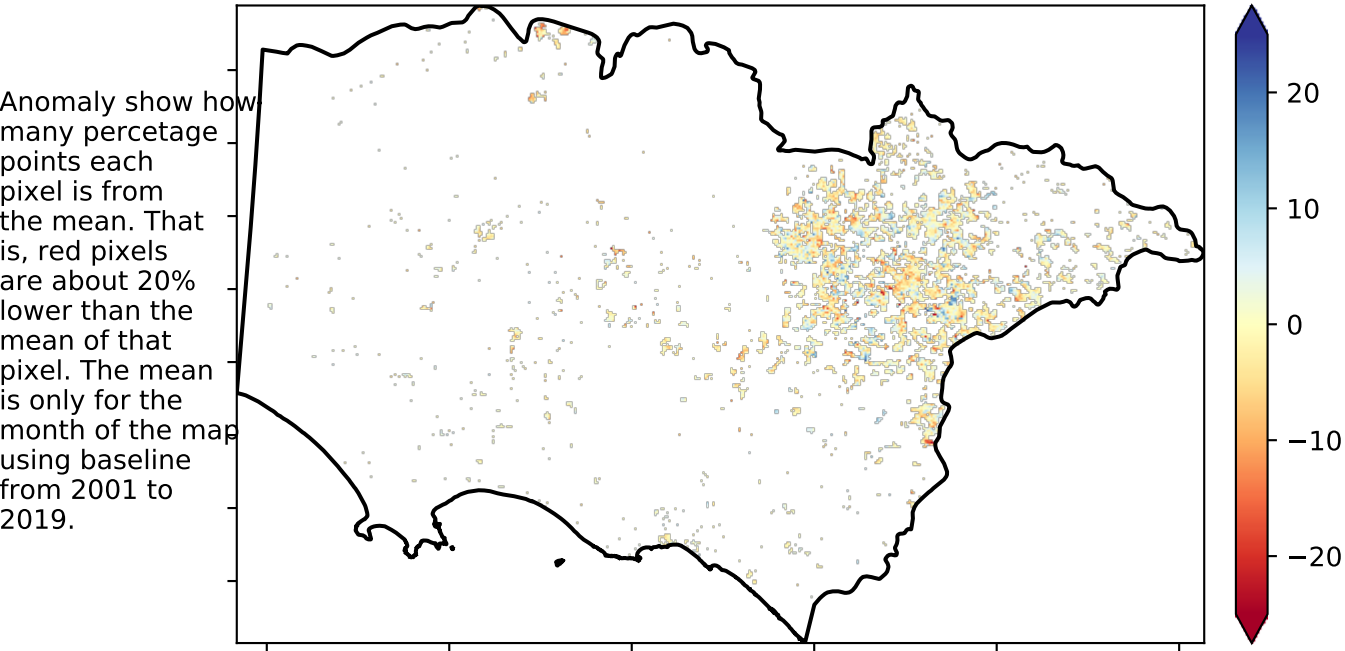 Anomaly show how
many percetage
points each
pixel is from
the mean. That
is, red pixels
are about 20%
lower than the
mean of that
pixel. The mean
is only for the
month of the map
using baseline
from 2001 to
2019.
20
10
0
−10
−20